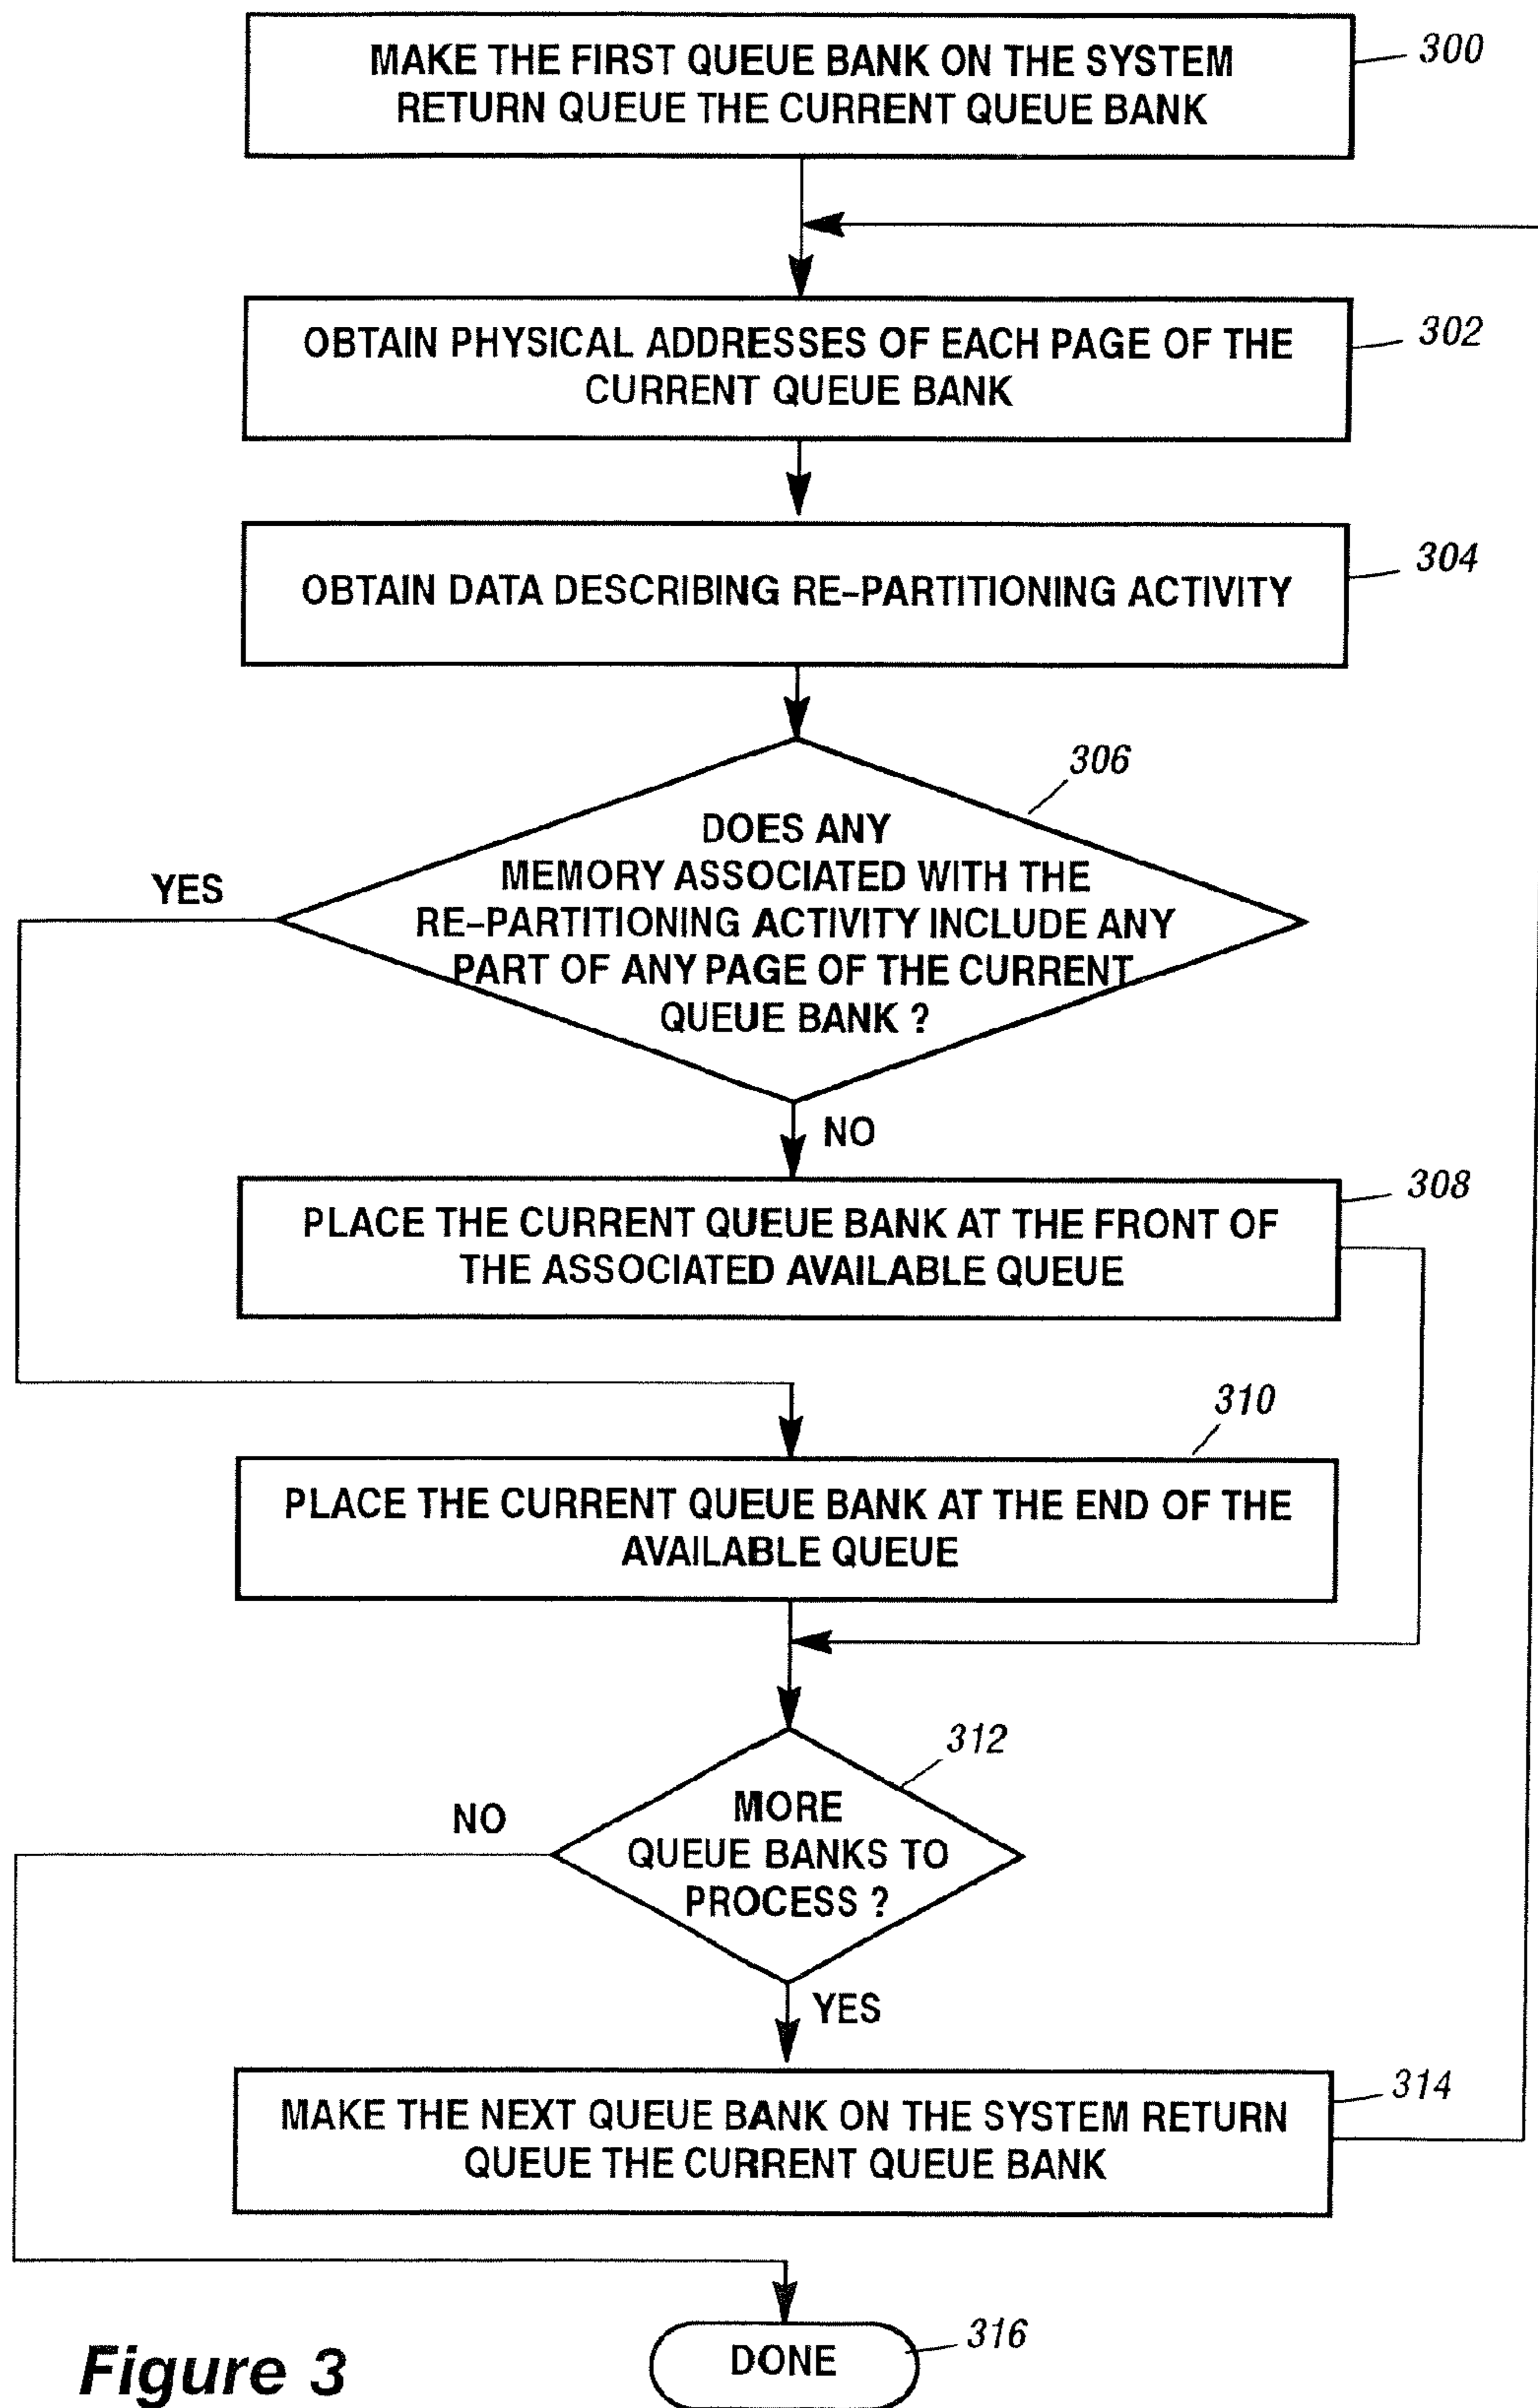 MAKE THE FIRST QUEUE BANK ON THE SYSTEM
RETURN QUEUE THE CURRENT QUEUE BANK
300
OBTAIN PHYSICAL ADDRESSES OF EACH PAGE OF THE
CURRENT QUEUE BANK
302
OBTAIN DATA DESCRIBING RE-PARTITIONING ACTIVITY
304
306
DOES ANY
MEMORY ASSOCIATED WITH THE
RE-PARTITIONING ACTIVITY INCLUDE ANY
PART OF ANY PAGE OF THE CURRENT
QUEUE BANK ?
YES
NO
308
PLACE THE CURRENT QUEUE BANK AT THE FRONT OF
THE ASSOCIATED AVAILABLE QUEUE
310
PLACE THE CURRENT QUEUE BANK AT THE END OF THE
AVAILABLE QUEUE
312
MORE
QUEUE BANKS TO
PROCESS ?
NO
YES
314
MAKE THE NEXT QUEUE BANK ON THE SYSTEM RETURN
QUEUE THE CURRENT QUEUE BANK
DONE
316
Figure 3